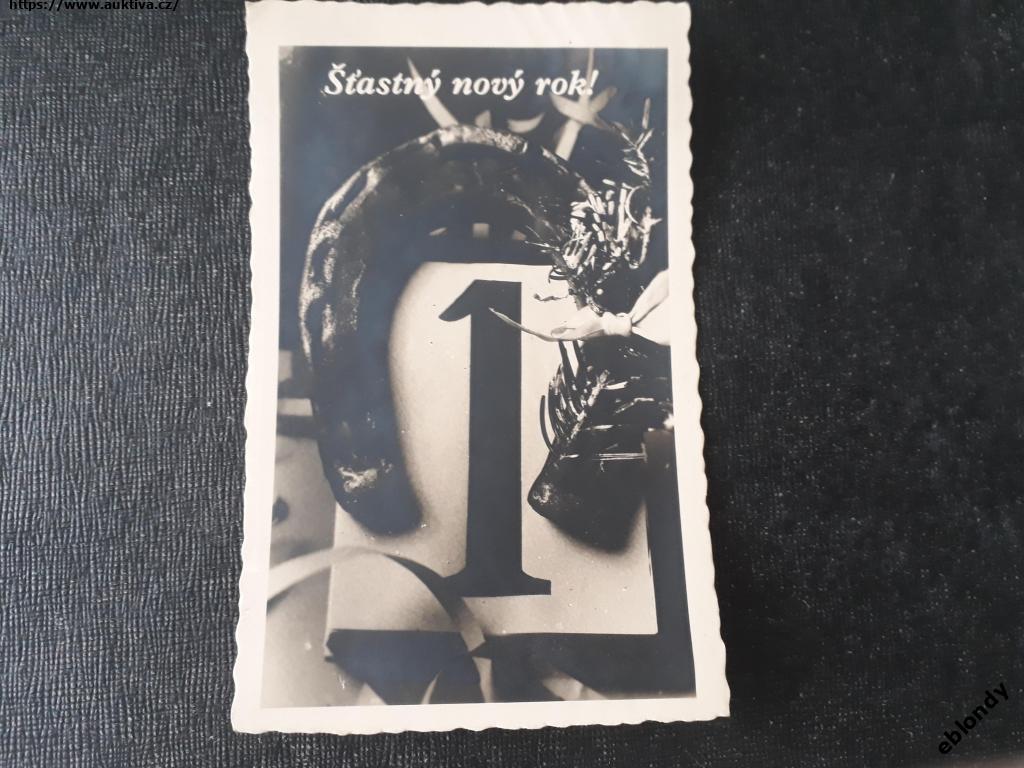 https://www.auktiva.cz/
Šťastný nový rok!
1
eblondy